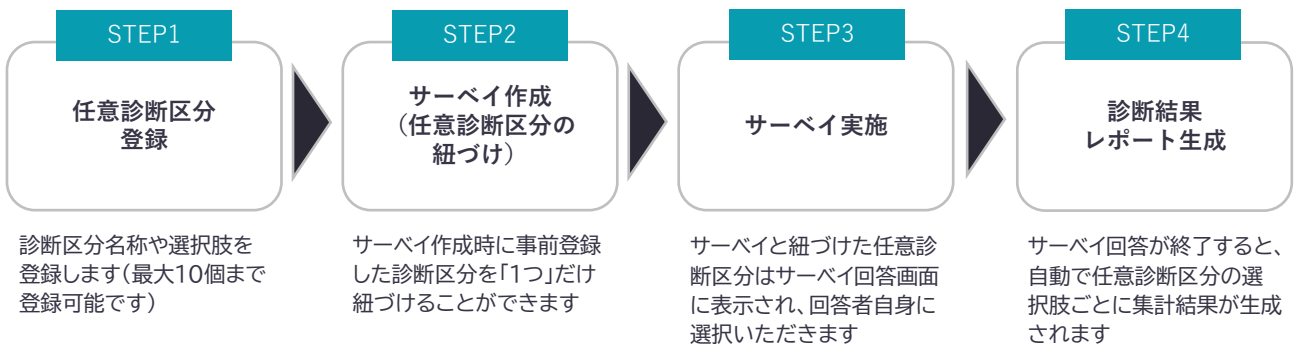 STEP1
任意診断区分
登録
診断区分名称や選択肢を
登録します(最大10個まで
登録可能です)
STEP2
サーベイ作成
(任意診断区分の
紐づけ)
サーベイ作成時に事前登録
した診断区分を「1つ」だけ
紐づけることができます
STEP3
サーベイ実施
サーベイと紐づけた任意診
断区分はサーベイ回答画面
に表示され、回答者自身に
選択いただきます
STEP4
診断結果
レポート生成
サーベイ回答が終了すると、
自動で任意診断区分の選
択肢ごとに集計結果が生成
されます